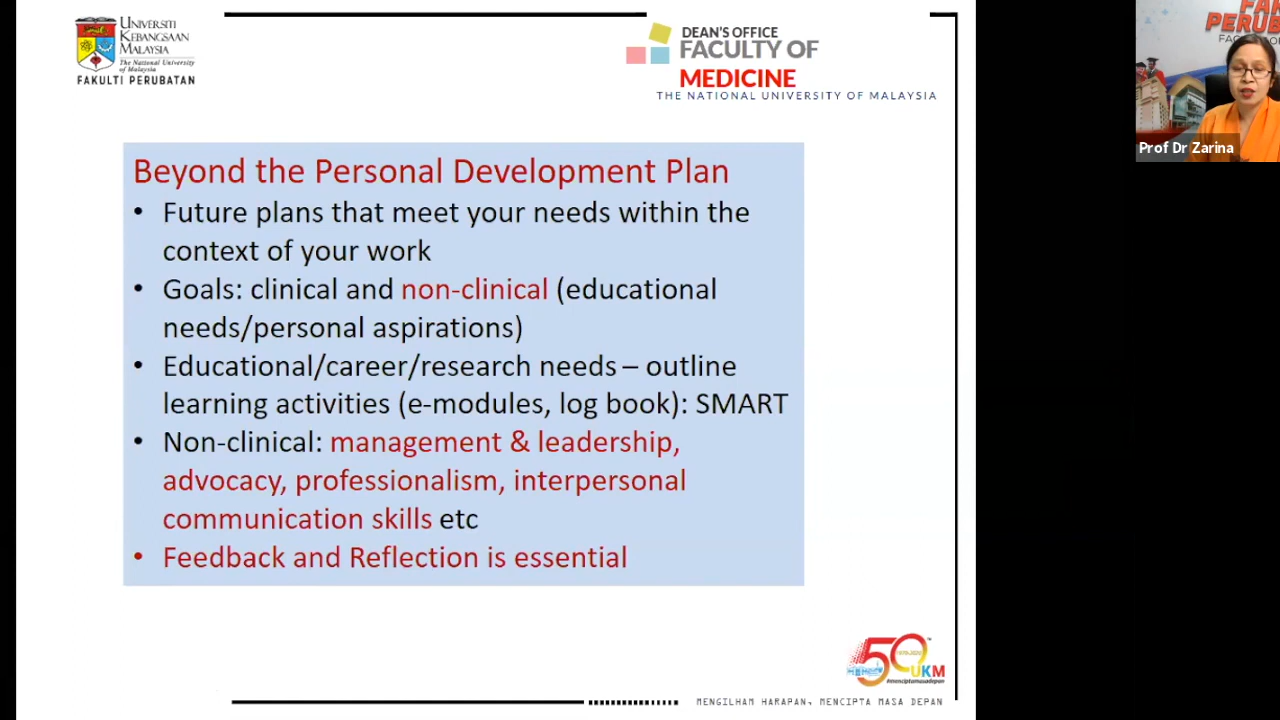 UNIVERSITI
KEBANGSAAN
MALAYSIA
The National University
of Malaysia
FAKULTI PERUBATAN
DEAN'S OFFICE
FACULTY OF
MEDICINE
THE NATIONAL UNIVERSITY OF MALAYSIA
Beyond the Personal Development Plan
• Future plans that meet your needs within the
context of your work
• Goals: clinical and non-clinical (educational
needs/personal aspirations)
• Educational/career/research needs – outline
learning activities (e-modules, log book): SMART
• Non-clinical: management & leadership,
advocacy, professionalism, interpersonal
communication skills etc
• Feedback and Reflection is essential
50
UKM
#menciptamasadepan
MENGILHAM HARAPAN, MENCIPTA MASA DEPAN
Prof Dr Zarina